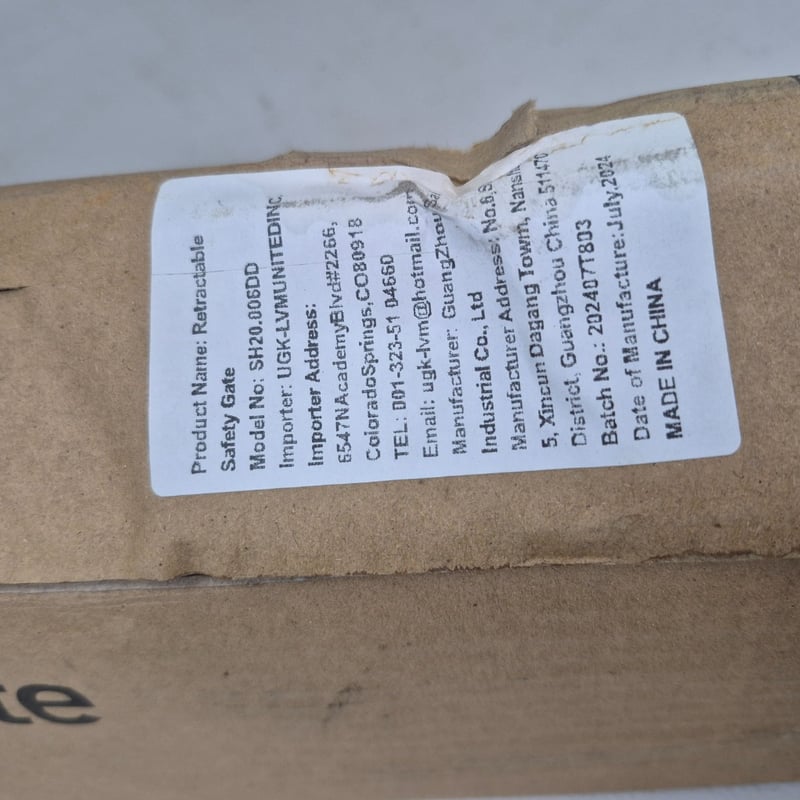 Product Name: Retractable
Safety Gate
Model No: SH20.006DD
Importer: UGK-LVMUNITEDINc
Importer Address:
6547NAcademyBlvd#2266,
ColoradoSprings,CO80918
TEL: 001-323-51 04660
Email: ugk-lvm@hotmail.com
Manufacturer: GuangZhou
Industrial Co., Ltd
Manufacturer Address: No.8,8
5, Xincun Dagang Town, Nansha
District, Guangzhou China 511470
Batch No.: 202407T803
Date of Manufacture:July.2024
MADE IN CHINA
te